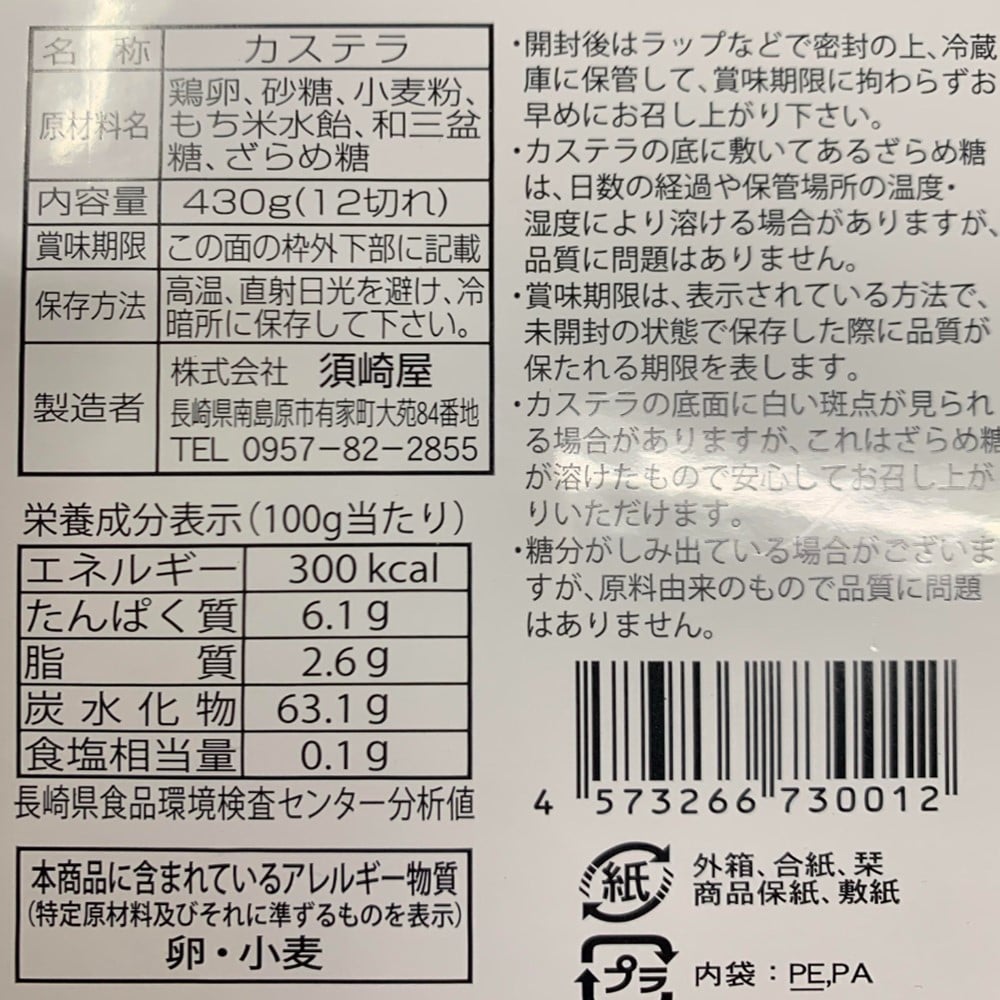 名称 カステラ
原材料名 鶏卵、砂糖、小麦粉、
もち米水飴、和三盆
糖、ざらめ糖
内容量 430g(12切れ)
賞味期限 この面の枠外下部に記載
保存方法 高温、直射日光を避け、冷
暗所に保存して下さい。
製造者 株式会社 須崎屋
長崎県南島原市有家町大苑84番地
TEL 0957-82-2855
栄養成分表示(100g当たり)
エネルギー 300 kcal
たんぱく質 6.1 g
脂質 2.6 g
炭水化物 63.1 g
食塩相当量 0.1 g
長崎県食品環境検査センター分析値
本商品に含まれているアレルギー物質
(特定原材料及びそれに準ずるものを表示)
卵・小麦
・開封後はラップなどで密封の上、冷蔵
庫に保管して、賞味期限に拘わらずお
早めにお召し上がり下さい。
・カステラの底に敷いてあるざらめ糖
は、日数の経過や保管場所の温度・
湿度により溶ける場合がありますが、
品質に問題はありません。
・賞味期限は、表示されている方法で、
未開封の状態で保存した際に品質が
保たれる期限を表します。
・カステラの底面に白い斑点が見られ
る場合がありますが、これはざらめ糖
が溶けたもので安心してお召し上が
りいただけます。
・糖分がしみ出ている場合がございま
すが、原料由来のもので品質に問題
はありません。
4 573266 730012
紙 外箱、合紙、栞
商品保紙、敷紙
プラ 内袋：PE,PA